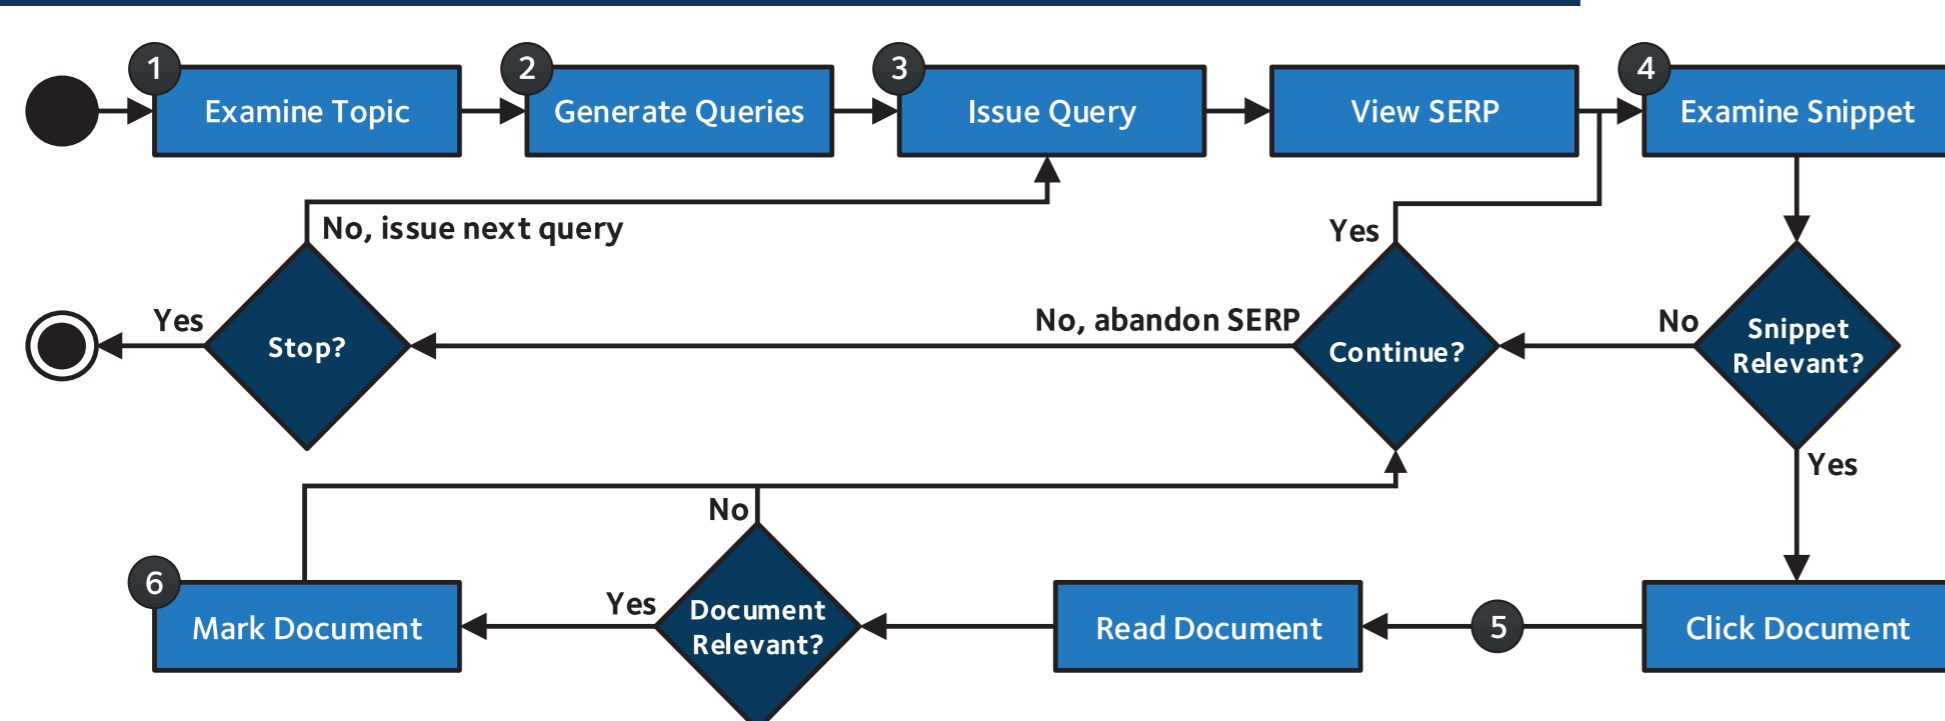 1
Examine Topic
2
Generate Queries
3
Issue Query
View SERP
4
Examine Snippet
No, issue next query
Yes
Yes
Stop?
No, abandon SERP
Continue?
No
Snippet
Relevant?
Yes
No
6
Mark Document
Yes
Document
Relevant?
Read Document
5
Click Document